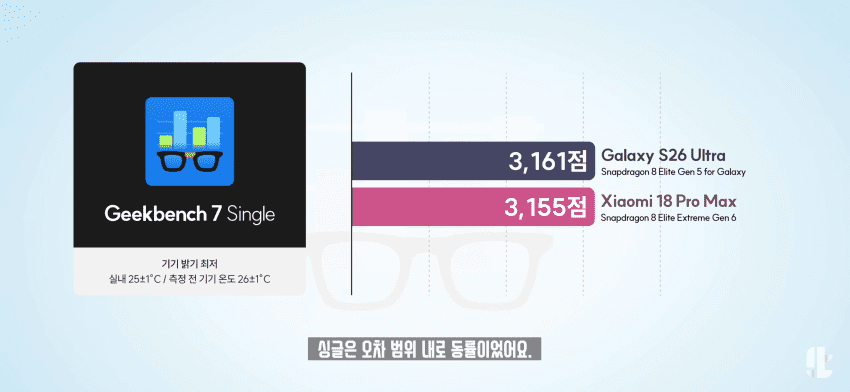 Geekbench 7 Single
기기 밝기 최저
실내 25±1˚C / 측정 전 기기 온도 26±1˚C
3,161점
Galaxy S26 Ultra
Snapdragon 8 Elite Gen 5 for Galaxy
3,155점
Xiaomi 18 Pro Max
Snapdragon 8 Elite Extreme Gen 6
싱글은 오차 범위 내로 동률이었어요.